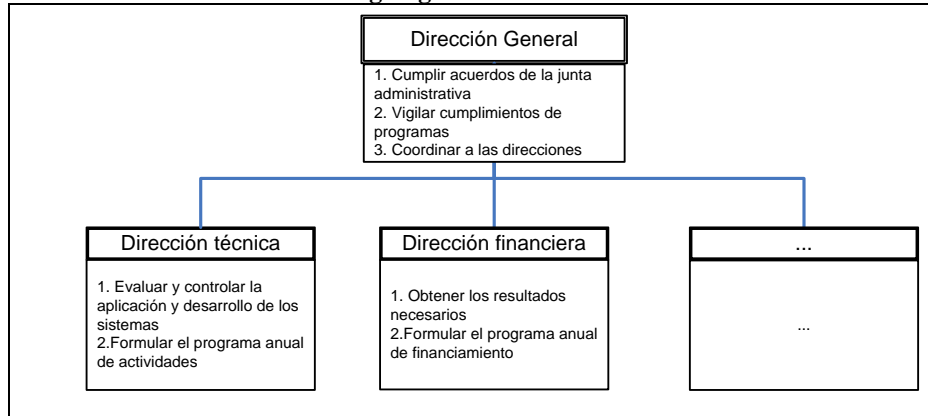 Dirección General
1. Cumplir acuerdos de la junta
administrativa
2. Vigilar cumplimientos de
programas
3. Coordinar a las direcciones
Dirección técnica
1. Evaluar y controlar la
aplicación y desarrollo de los
sistemas
2.Formular el programa anual
de actividades
Dirección financiera
1. Obtener los resultados
necesarios
2.Formular el programa anual
de financiamiento
...
...